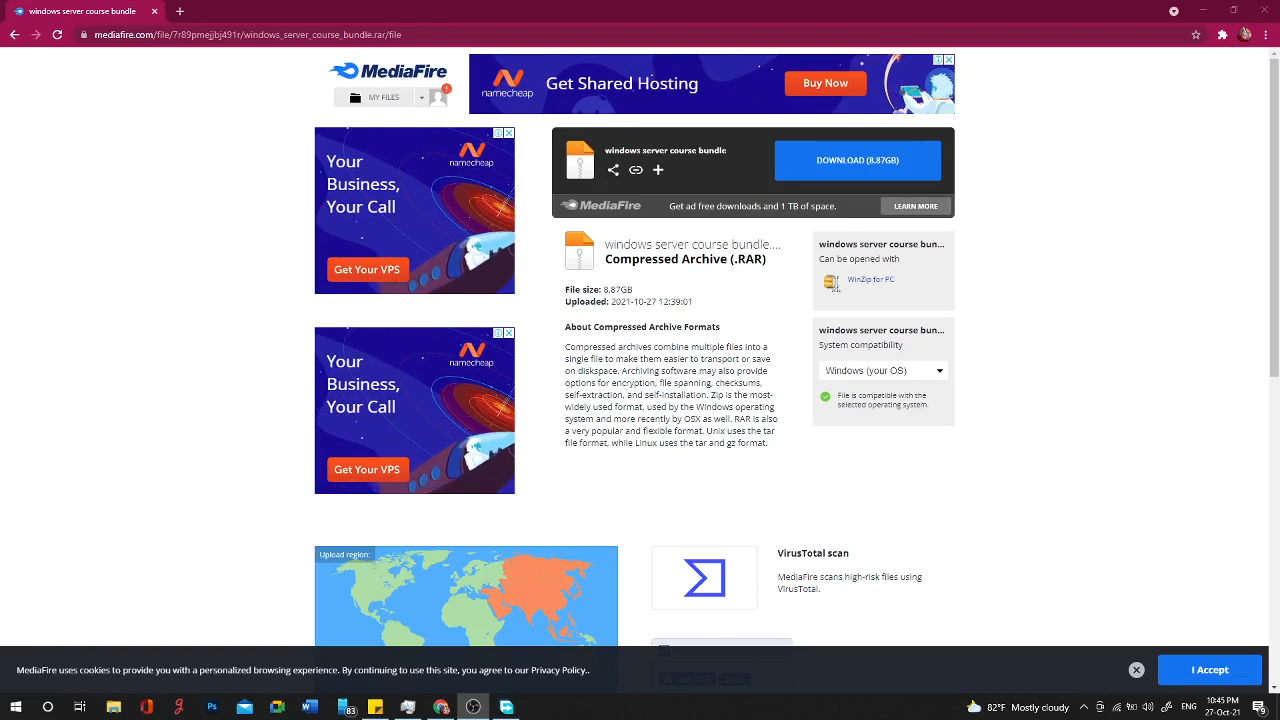 windows server course bundle
mediafire.com/file/7r89pmejjbj491r/windows_server_course_bundle.rar/file
MediaFire
MY FILES
namecheap
Get Shared Hosting
Buy Now
Your
Business,
Your Call
namecheap
Get Your VPS
windows server course bundle
DOWNLOAD (8.87GB)
MediaFire
Get ad free downloads and 1 TB of space.
LEARN MORE
windows server course bundle....
Compressed Archive (.RAR)
File size: 8.87GB
Uploaded: 2021-10-27 12:39:01
About Compressed Archive Formats
Compressed archives combine multiple files into a
single file to make them easier to transport or save
on diskspace. Archiving software may also provide
options for encryption, file spanning, checksums,
self-extraction, and self-installation. Zip is the most-
widely used format, used by the Windows operating
system and more recently by OSX as well. RAR is also
a very popular and flexible format. Unix uses the tar
file format, while Linux uses the tar and gz format.
windows server course bun...
Can be opened with
WinZip for PC
windows server course bun...
System compatibility
Windows (your OS)
File is compatible with the
selected operating system.
Your
Business,
Your Call
namecheap
Get Your VPS
Upload region:
VirusTotal scan
MediaFire scans high-risk files using
VirusTotal.
MediaFire uses cookies to provide you with a personalized browsing experience. By continuing to use this site, you agree to our Privacy Policy..
I Accept
83
82°F Mostly cloudy
ENG
10:45 PM
27-Oct-21